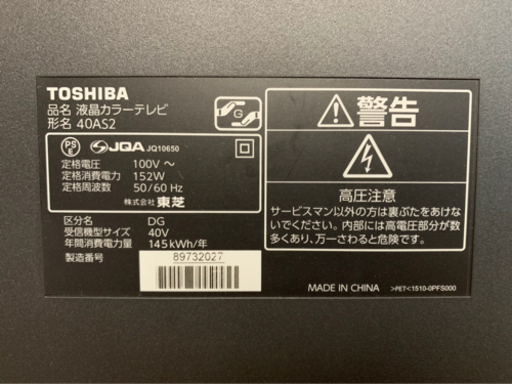 TOSHIBA
品名 液晶カラーテレビ
形名 40AS2
G
PS
E
JQA JQ10650
定格電圧 100V ～
定格消費電力 152W
定格周波数 50/60 Hz
株式会社 東芝
区分名 DG
受信機型サイズ 40V
年間消費電力量 145kWh/年
製造番号 89732027
警告
高圧注意
サービスマン以外の方は裏ぶたをあけな
いでください。内部には高電圧部分が数
多くあり、万一さわると危険です。
MADE IN CHINA >PET< 1510-0PFS000